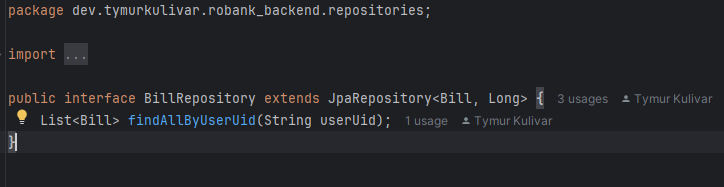 package dev.tymurkulivar.robank_backend.repositories;
import ...
public interface BillRepository extends JpaRepository<Bill, Long> { 3 usages Tymur Kulivar
List<Bill> findAllByUserUid(String userUid); 1 usage Tymur Kulivar
}